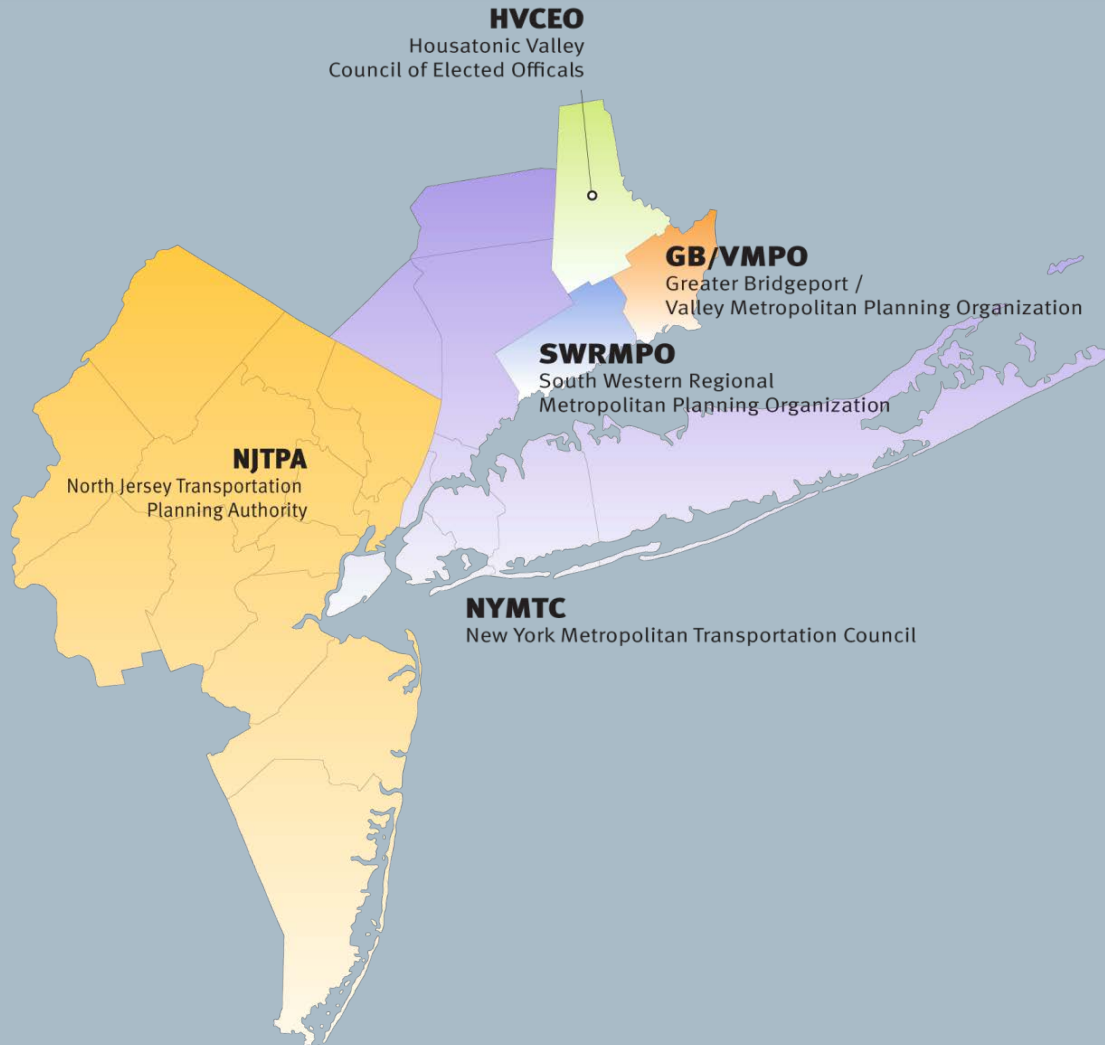 HVCEO
Housatonic Valley
Council of Elected Officals
GB/VMPO
Greater Bridgeport /
Valley Metropolitan Planning Organization
SWRMPO
South Western Regional
Metropolitan Planning Organization
NJTPA
North Jersey Transportation
Planning Authority
NYMTC
New York Metropolitan Transportation Council